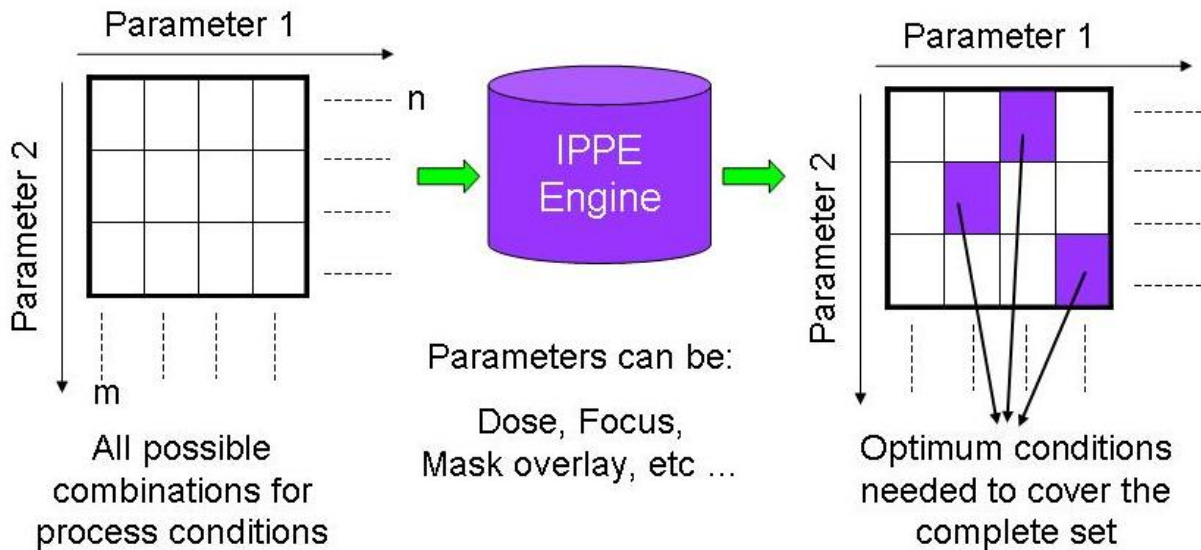 Parameter 1
Parameter 2
n
m
All possible
combinations for
process conditions
IPPE
Engine
Parameters can be:
Dose, Focus,
Mask overlay, etc ...
Parameter 1
Parameter 2
Optimum conditions
needed to cover the
complete set